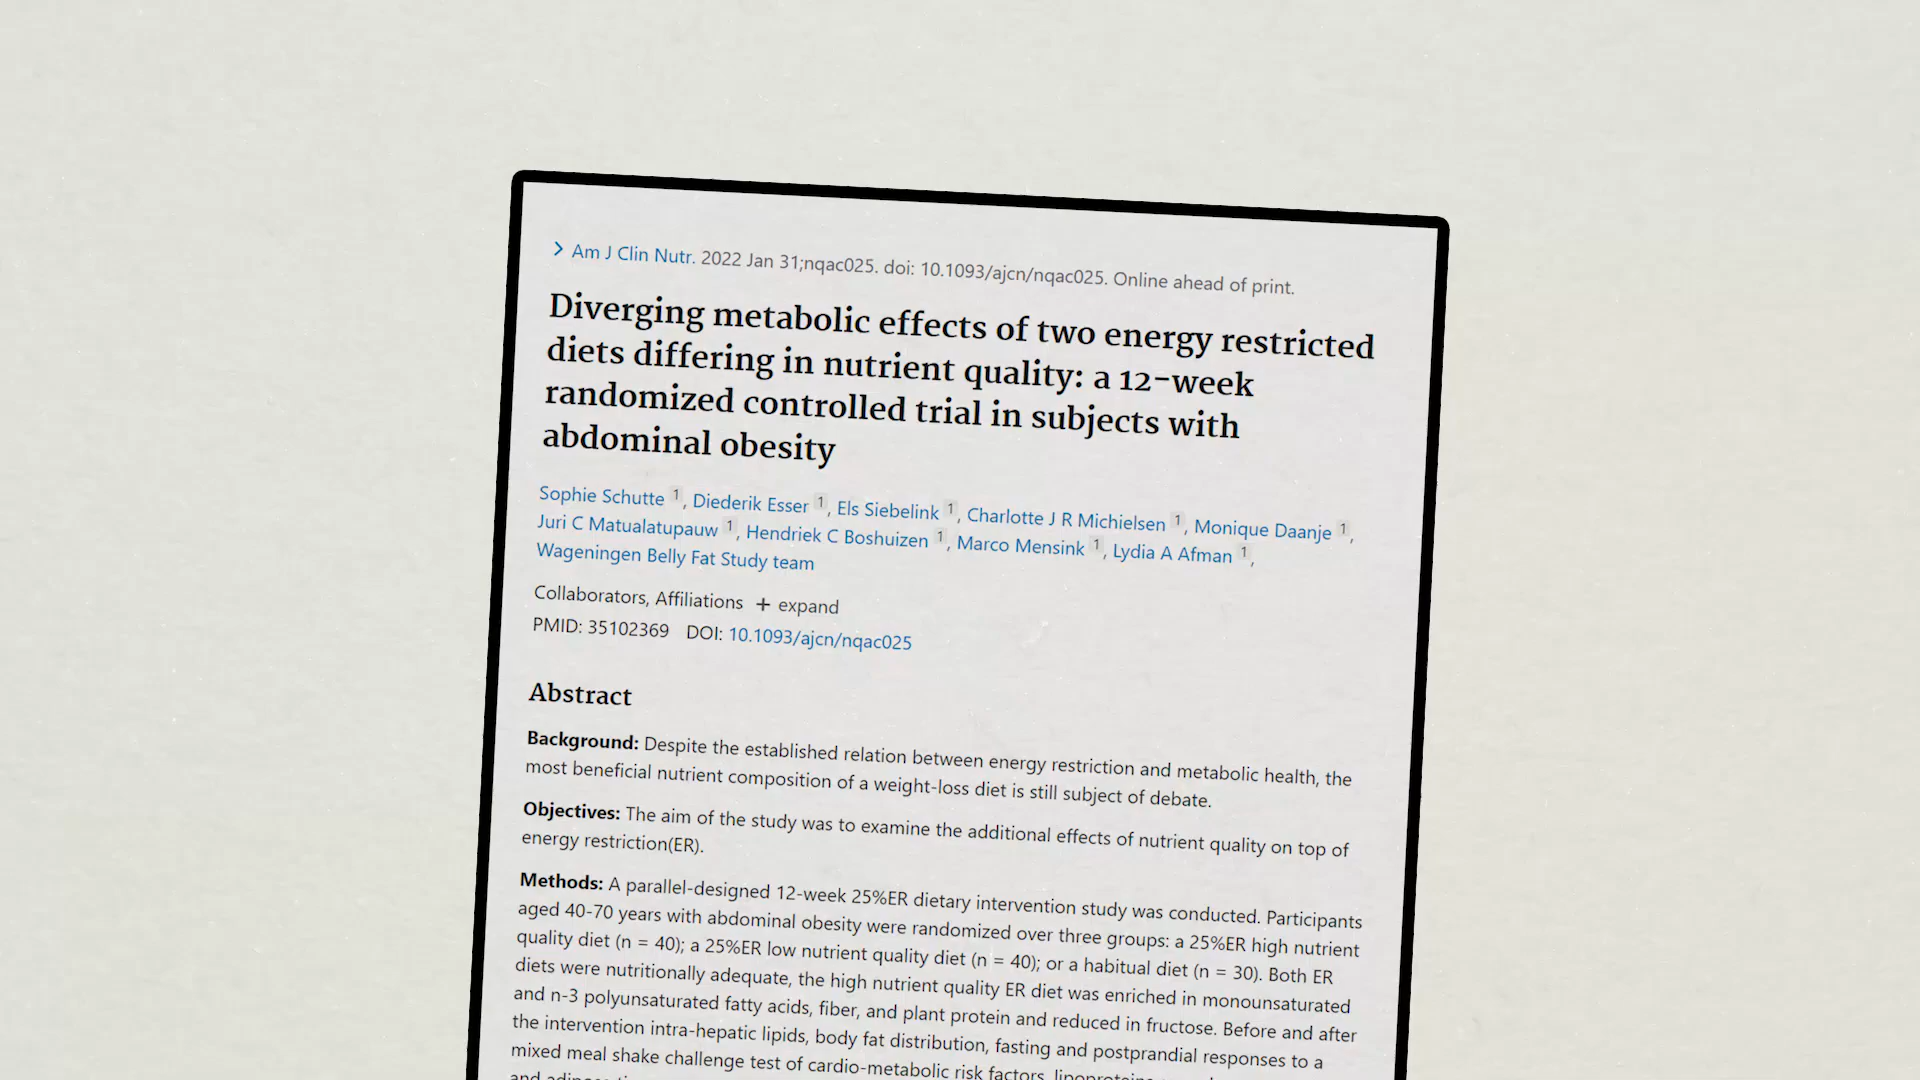 Am J Clin Nutr. 2022 Jan 31;nqac025. doi: 10.1093/ajcn/nqac025. Online ahead of print.
Diverging metabolic effects of two energy restricted
diets differing in nutrient quality: a 12-week
randomized controlled trial in subjects with
abdominal obesity
Sophie Schutte 1, Diederik Esser 1, Els Siebelink 1, Charlotte J R Michielsen 1, Monique Daanje 1,
Juri C Matualatupauw 1, Hendriek C Boshuizen 1, Marco Mensink 1, Lydia A Afman 1,
Wageningen Belly Fat Study team
Collaborators, Affiliations + expand
PMID: 35102369 DOI: 10.1093/ajcn/nqac025
Abstract
Background: Despite the established relation between energy restriction and metabolic health, the
most beneficial nutrient composition of a weight-loss diet is still subject of debate.
Objectives: The aim of the study was to examine the additional effects of nutrient quality on top of
energy restriction(ER).
Methods: A parallel-designed 12-week 25%ER dietary intervention study was conducted. Participants
aged 40-70 years with abdominal obesity were randomized over three groups: a 25%ER high nutrient
quality diet (n = 40); a 25%ER low nutrient quality diet (n = 40); or a habitual diet (n = 30). Both ER
diets were nutritionally adequate, the high nutrient quality ER diet was enriched in monounsaturated
and n-3 polyunsaturated fatty acids, fiber, and plant protein and reduced in fructose. Before and after
the intervention intra-hepatic lipids, body fat distribution, fasting and postprandial responses to a
mixed meal shake challenge test of cardio-metabolic risk factors,